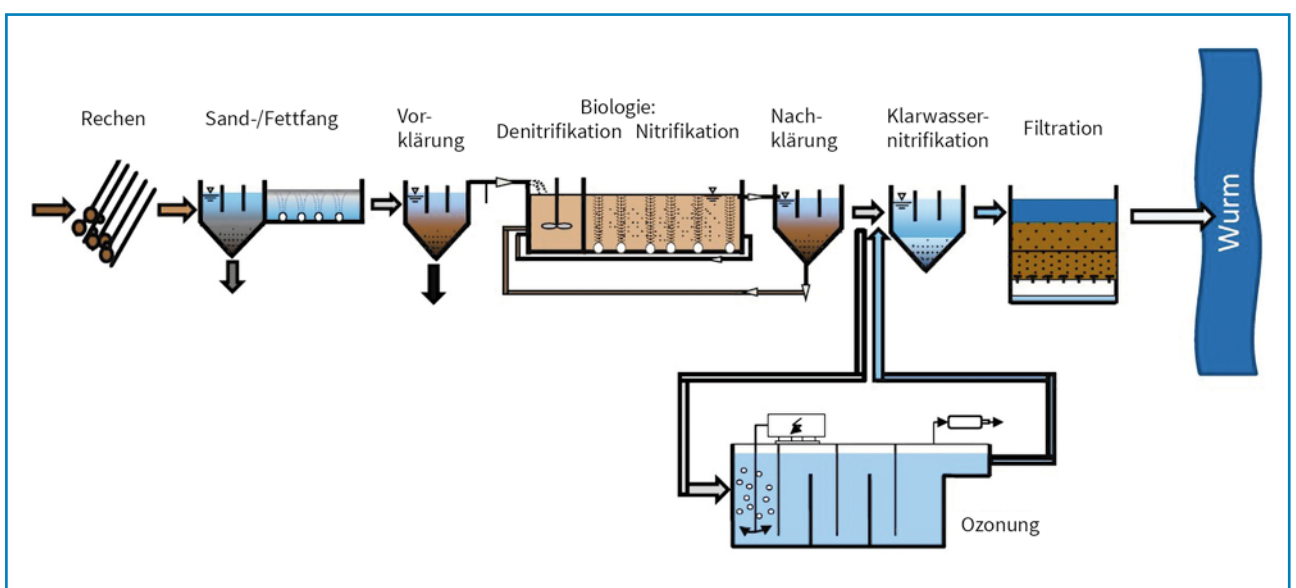 Rechen
Sand-/Fettfang
Vor-
klärung
Biologie:
Denitrifikation Nitrifikation
Nach-
klärung
Klarwasser-
nitrifikation
Filtration
Wurm
Ozonung